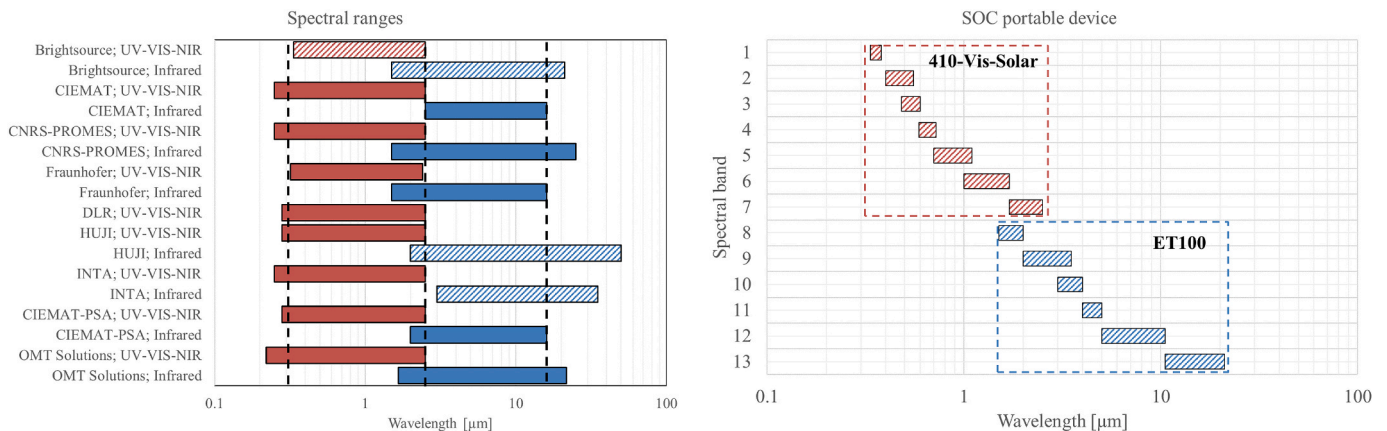 Spectral ranges
Brightsource; UV-VIS-NIR
Brightsource; Infrared
CIEMAT; UV-VIS-NIR
CIEMAT; Infrared
CNRS-PROMES; UV-VIS-NIR
CNRS-PROMES; Infrared
Fraunhofer; UV-VIS-NIR
Fraunhofer; Infrared
DLR; UV-VIS-NIR
HUJI; UV-VIS-NIR
HUJI; Infrared
INTA; UV-VIS-NIR
INTA; Infrared
CIEMAT-PSA; UV-VIS-NIR
CIEMAT-PSA; Infrared
OMT Solutions; UV-VIS-NIR
OMT Solutions; Infrared
0.1 1 10 100
Wavelength [µm]
SOC portable device
Spectral band
1
2
3
4
5
6
7
8
9
10
11
12
13
410-Vis-Solar
ET100
0.1 1 10 100
Wavelength [µm]